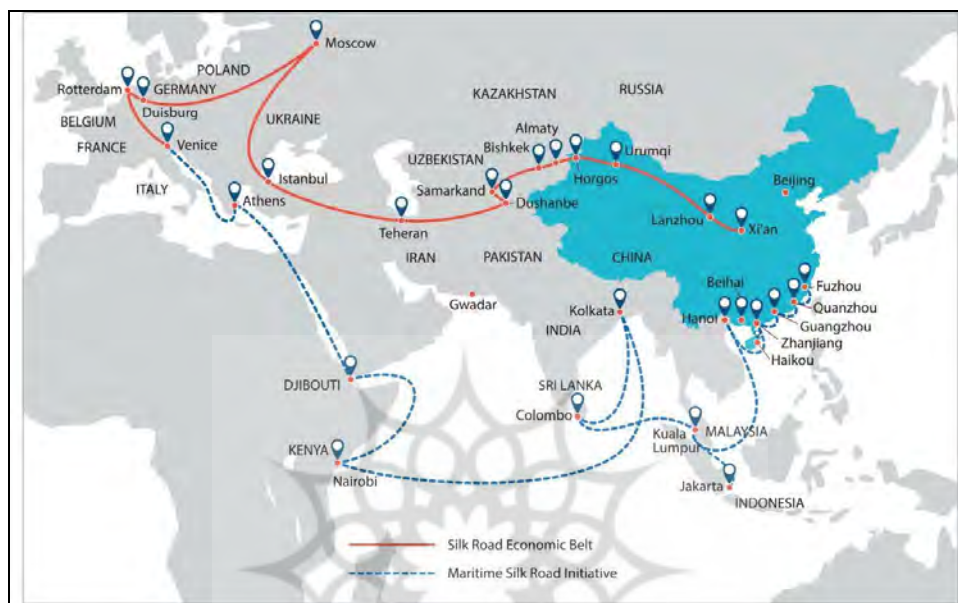 Moscow
POLAND
Rotterdam
GERMANY
Duisburg
BELGIUM
FRANCE
Venice
UKRAINE
ITALY
Istanbul
Athens
KAZAKHSTAN
RUSSIA
Almaty
Bishkek
UZBEKISTAN
Horgos
Urumqi
Samarkand
Dushanbe
Beijing
Lanzhou
Xi'an
Teheran
IRAN
PAKISTAN
CHINA
Gwadar
Kolkata
INDIA
Beihai
Hanoi
Fuzhou
Quanzhou
Guangzhou
Zhanjiang
Haikou
DJIBOUTI
SRI LANKA
Colombo
KENYA
Nairobi
Kuala
Lumpur
MALAYSIA
Jakarta
INDONESIA
Silk Road Economic Belt
Maritime Silk Road Initiative